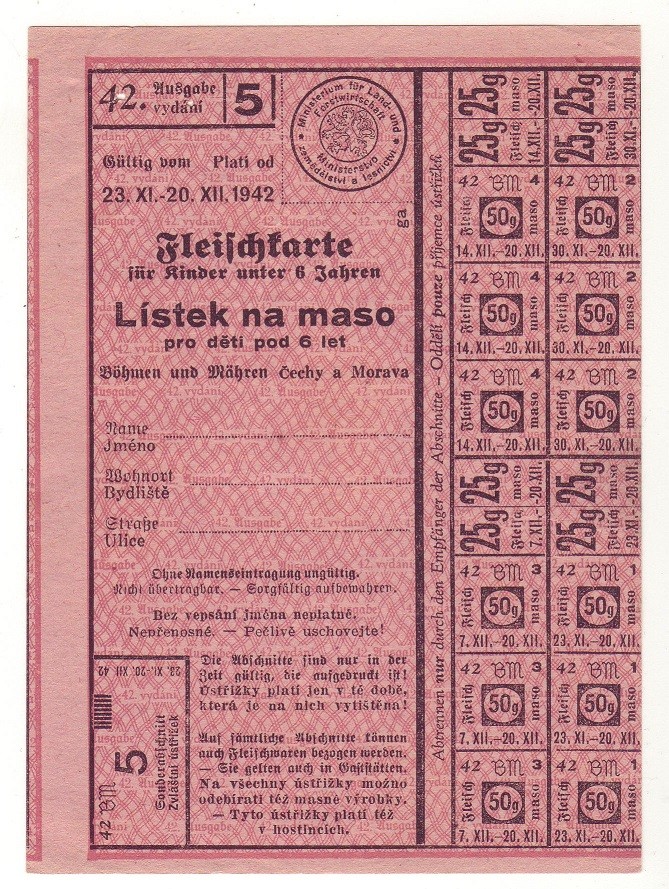 42. Ausgabe
vydání
5
Ministerium für Land- und
Forstwirtschaft
Ministerstvo
zemědělství a lesnictví
Gültig vom Platí od
23. XI.-20. XII. 1942
ga
Fleischkarte
für Kinder unter 6 Jahren
Lístek na maso
pro děti pod 6 let
Böhmen und Mähren Čechy a Morava
Name
Jméno
Wohnort
Bydliště
Straße
Ulice
Ohne Namenseintragung ungültig.
Nicht übertragbar. — Sorgfältig aufbewahren.
Bez vepsání jména neplatné.
Nepřenosné. — Pečlivě uschovejte!
Die Abschnitte sind nur in der
Zeit gültig, die aufgedruckt ist!
Ústřižky platí jen v té době,
která je na nich vytištěna!
Auf sämtliche Abschnitte können
auch Fleischwaren bezogen werden.
— Sie gelten auch in Gaststätten.
Na všechny ústřižky možno
odebírati též masné výrobky.
— Tyto ústřižky platí též
v hostincích.
42 23. XI.-20. XII.
42 BM 5
Sonderabschnitt
Zvláštní ústřižek
Abtrennen nur durch den Empfänger der Abschnitte – Oddělí pouze příjemce ústřižků
25g 25g
Fleisch maso
14. XII. -20. XII.
25g 25g
Fleisch maso
30. XI. -20. XII.
42 BM 4
Fleisch 50g maso
14. XII.-20. XII.
42 BM 2
Fleisch 50g maso
30. XI.-20. XII.
42 BM 4
Fleisch 50g maso
14. XII.-20. XII.
42 BM 2
Fleisch 50g maso
30. XI.-20. XII.
42 BM 4
Fleisch 50g maso
14. XII.-20. XII.
42 BM 2
Fleisch 50g maso
30. XI.-20. XII.
25g 25g
Fleisch maso
7. XII. -20. XII.
25g 25g
Fleisch maso
23. XI. -20. XII.
42 BM 3
Fleisch 50g maso
7. XII.-20. XII.
42 BM 1
Fleisch 50g maso
23. XI.-20. XII.
42 BM 3
Fleisch 50g maso
7. XII.-20. XII.
42 BM 1
Fleisch 50g maso
23. XI.-20. XII.
42 BM 3
Fleisch 50g maso
7. XII.-20. XII.
42 BM 1
Fleisch 50g maso
23. XI.-20. XII.